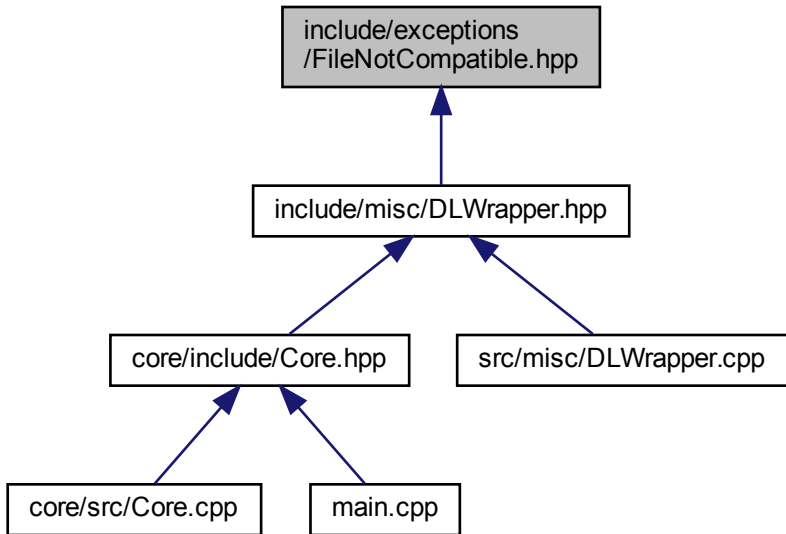 include/exceptions
/FileNotCompatible.hpp
include/misc/DLWrapper.hpp
core/include/Core.hpp
src/misc/DLWrapper.cpp
core/src/Core.cpp
main.cpp